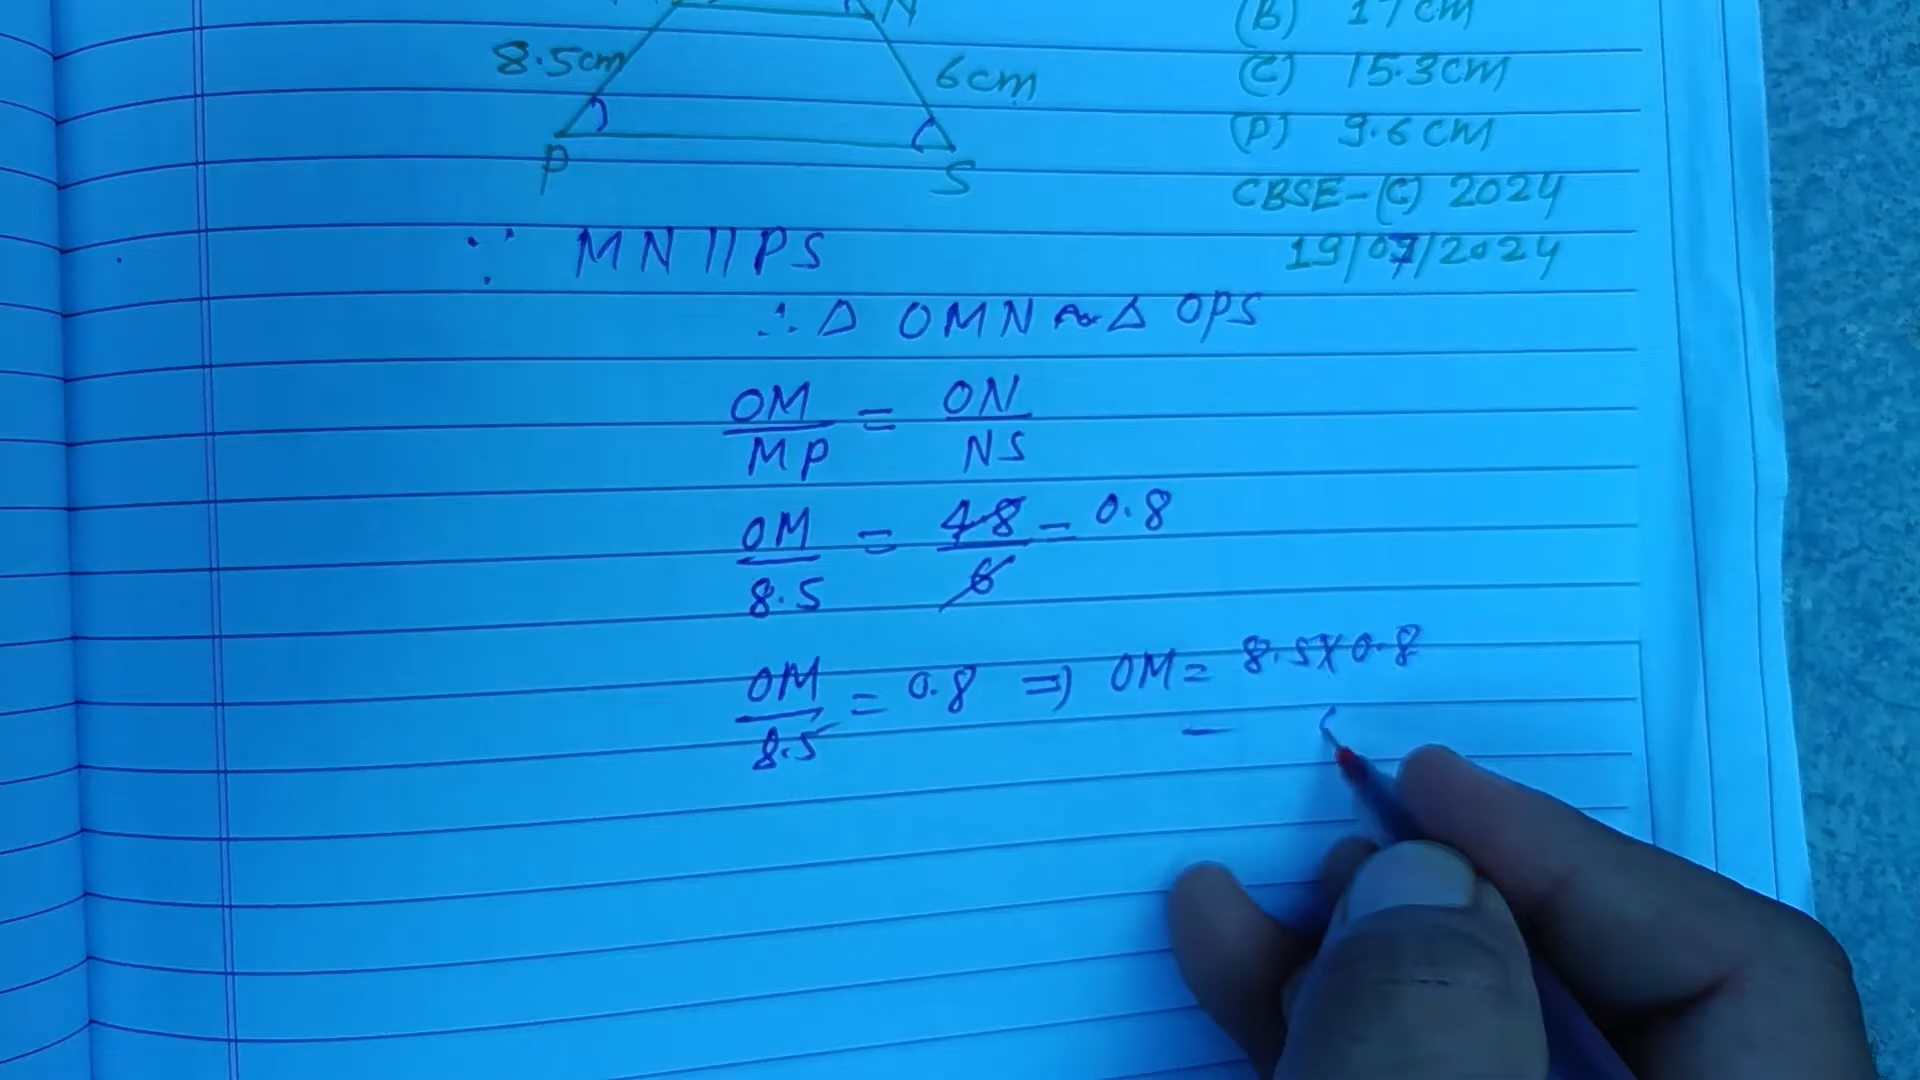 N
(B) 17cm
8.5cm
6cm
(C) 15.3cm
(D) 9.6cm
P
S
CBSE-(C) 2024
19/07/2024
∵ MN||PS
∴ Δ OMN ~ Δ OPS
OM/MP = ON/NS
OM/8.5 = 4.8/6 = 0.8
OM/8.5 = 0.8 ⇒ OM = 8.5×0.8
=